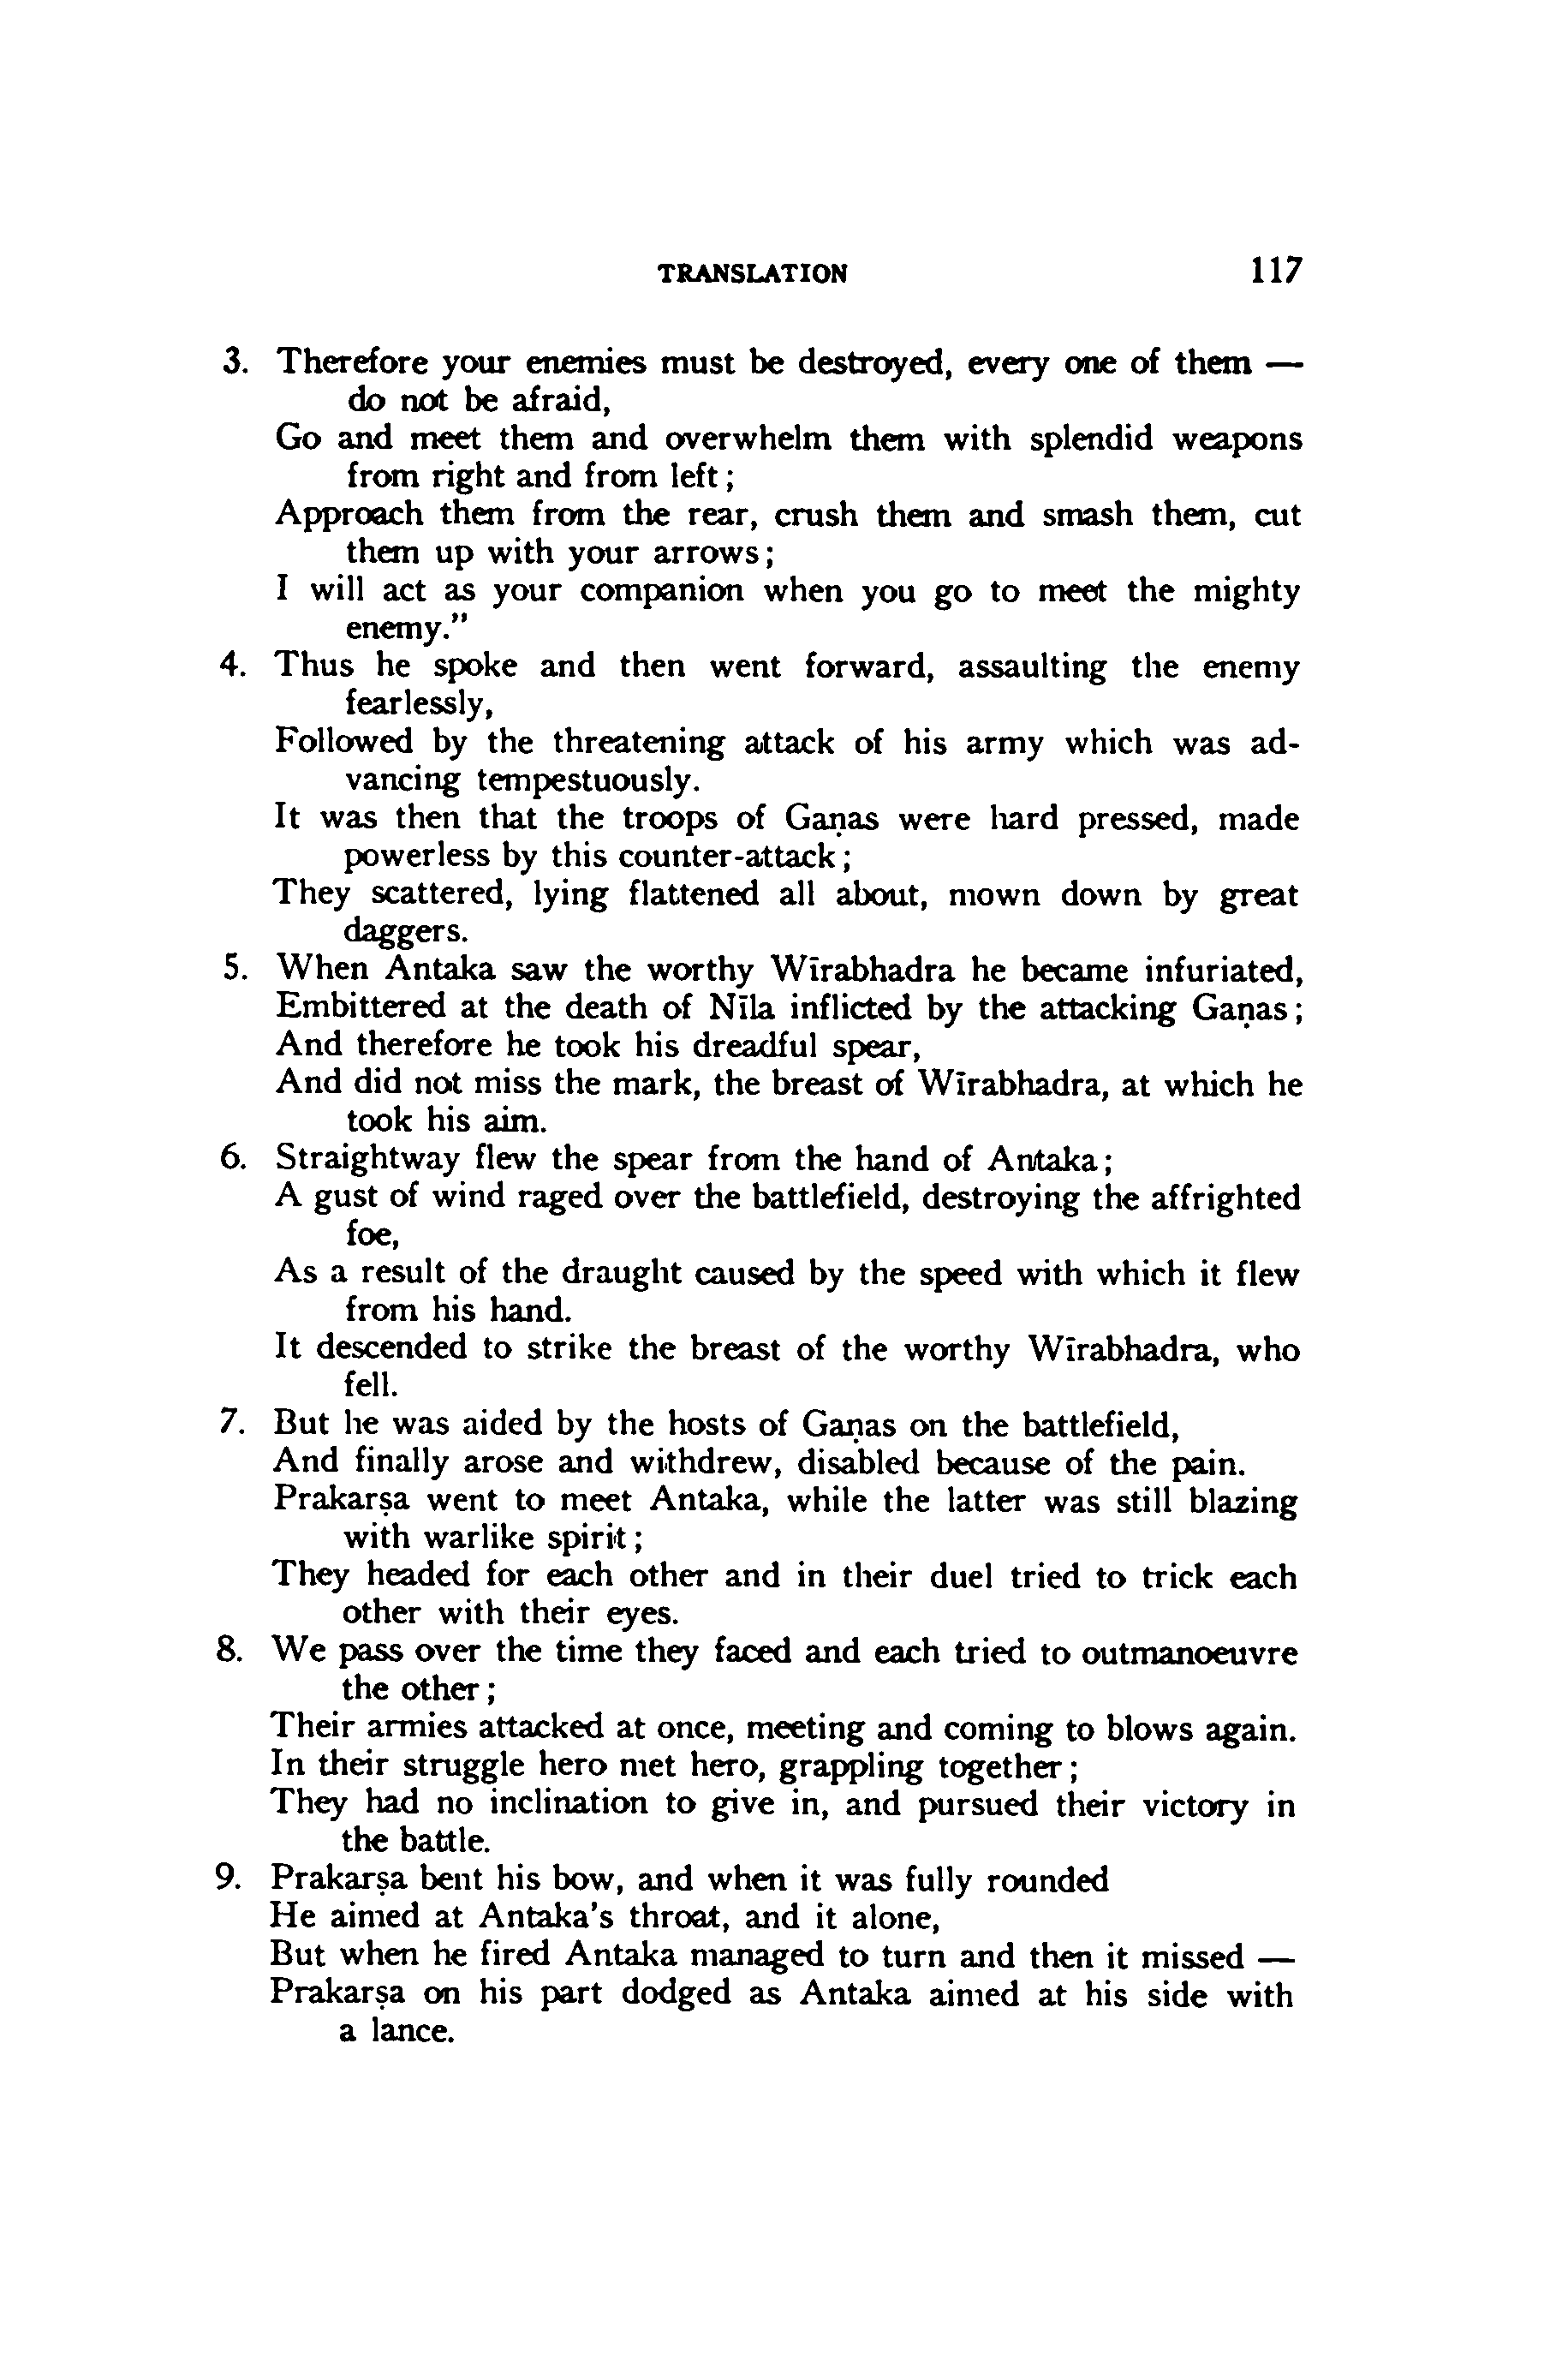 TRANSLATION 117
3. Therefore your enemies must be destroyed, every one of them —
do not be afraid,
Go and meet them and overwhelm them with splendid weapons
from right and from left;
Approach them from the rear, crush them and smash them, cut
them up with your arrows;
I will act as your companion when you go to meet the mighty
enemy.”
4. Thus he spoke and then went forward, assaulting the enemy
fearlessly,
Followed by the threatening attack of his army which was ad-
vancing tempestuously.
It was then that the troops of Gaṇas were hard pressed, made
powerless by this counter-attack;
They scattered, lying flattened all about, mown down by great
daggers.
5. When Antaka saw the worthy Wīrabhadra he became infuriated,
Embittered at the death of Nīla inflicted by the attacking Gaṇas;
And therefore he took his dreadful spear,
And did not miss the mark, the breast of Wīrabhadra, at which he
took his aim.
6. Straightway flew the spear from the hand of Antaka;
A gust of wind raged over the battlefield, destroying the affrighted
foe,
As a result of the draught caused by the speed with which it flew
from his hand.
It descended to strike the breast of the worthy Wīrabhadra, who
fell.
7. But he was aided by the hosts of Gaṇas on the battlefield,
And finally arose and withdrew, disabled because of the pain.
Prakarṣa went to meet Antaka, while the latter was still blazing
with warlike spirit;
They headed for each other and in their duel tried to trick each
other with their eyes.
8. We pass over the time they faced and each tried to outmanoeuvre
the other;
Their armies attacked at once, meeting and coming to blows again.
In their struggle hero met hero, grappling together;
They had no inclination to give in, and pursued their victory in
the battle.
9. Prakarṣa bent his bow, and when it was fully rounded
He aimed at Antaka’s throat, and it alone,
But when he fired Antaka managed to turn and then it missed —
Prakarṣa on his part dodged as Antaka aimed at his side with
a lance.